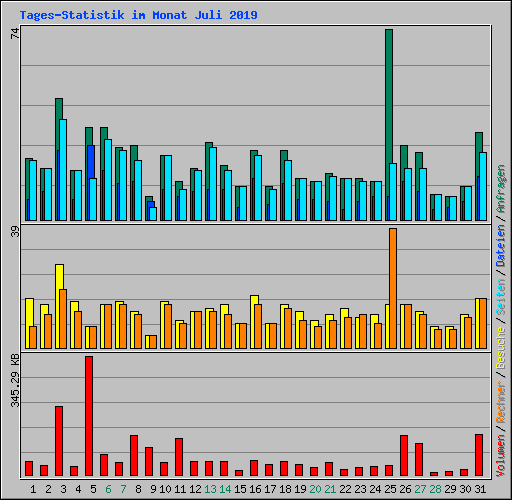 Tages-Statistik im Monat Juli 2019
74
39
345.29 KB
Volumen / Rechner / Besuche / Seiten / Dateien / Anfragen
1 2 3 4 5 6 7 8 9 10 11 12 13 14 15 16 17 18 19 20 21 22 23 24 25 26 27 28 29 30 31